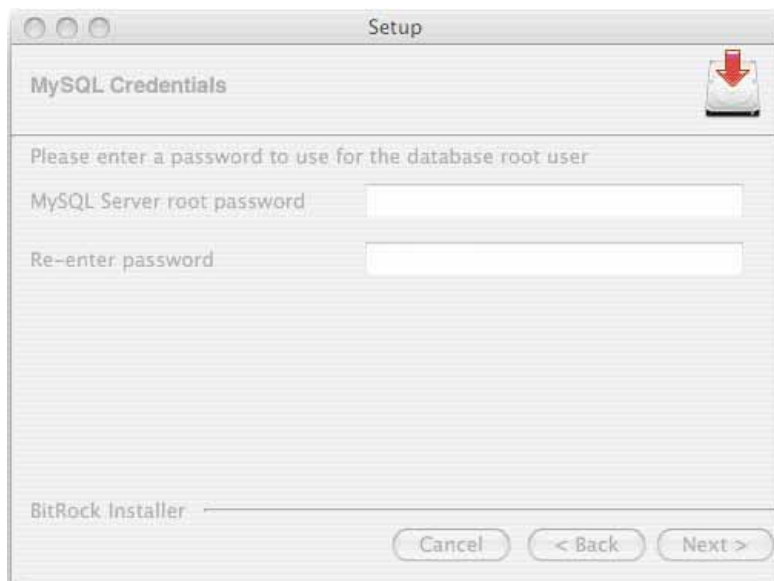 Setup
MySQL Credentials
Please enter a password to use for the database root user
MySQL Server root password
Re-enter password
BitRock Installer
Cancel < Back Next >